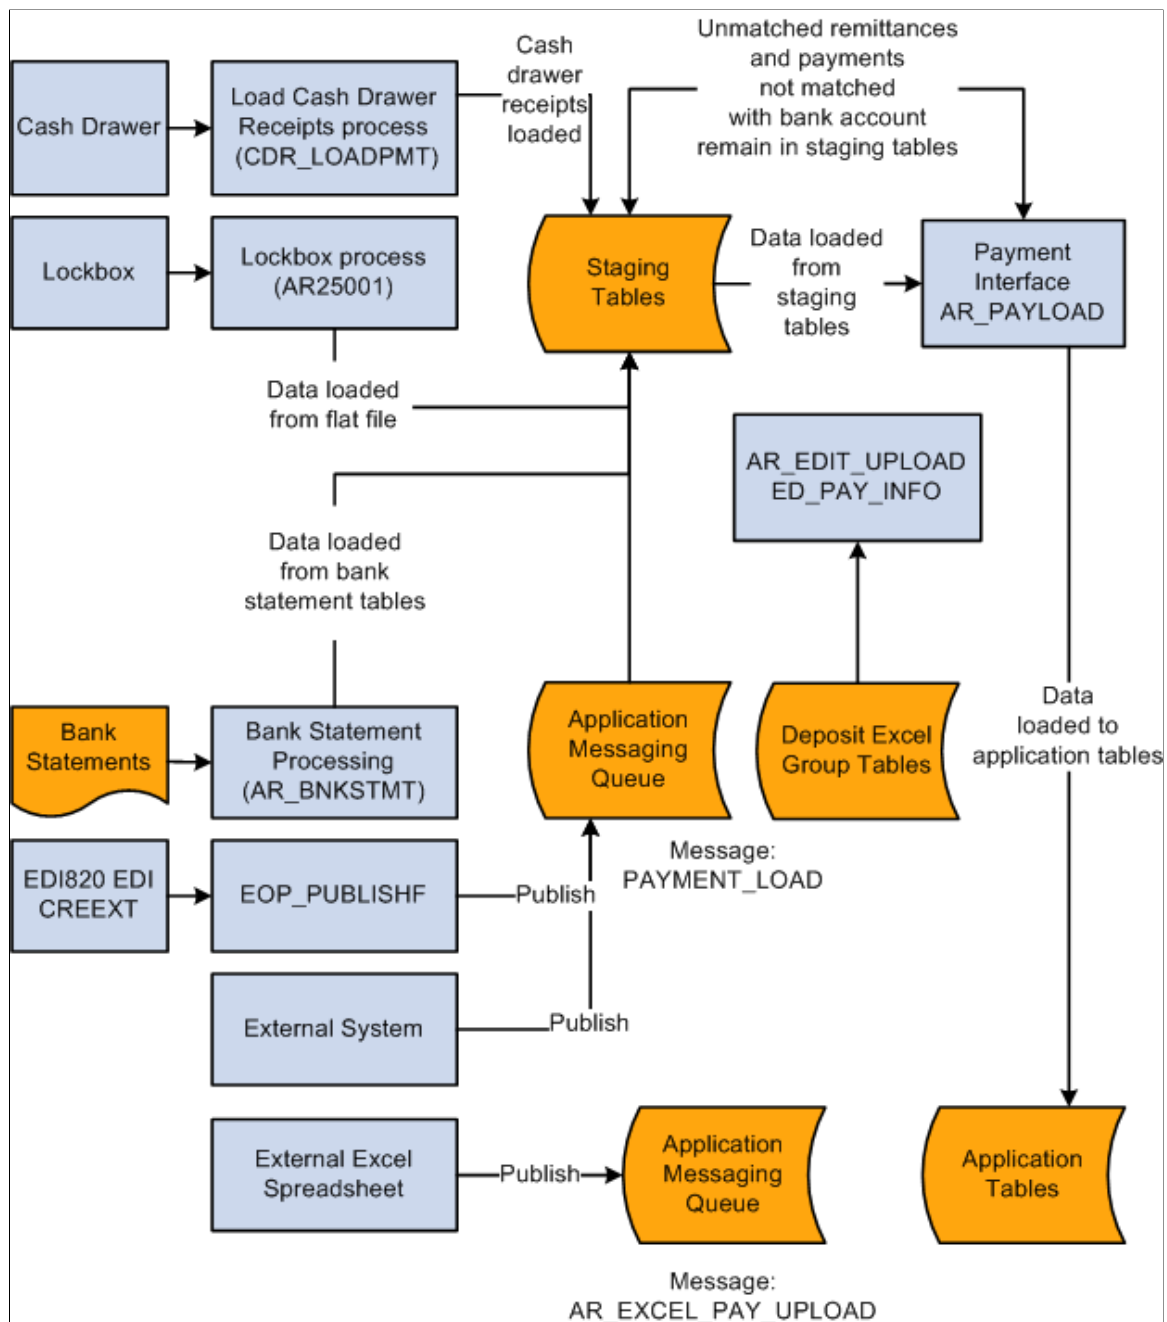 Unmatched remittances
and payments
not matched
with bank account
remain in staging tables
Cash
drawer
receipts
loaded
Cash Drawer
Load Cash Drawer
Receipts process
(CDR_LOADPMT)
Lockbox
Lockbox process
(AR25001)
Staging
Tables
Data loaded
from
staging
tables
Payment
Interface
AR_PAYLOAD
Data loaded
from flat file
AR_EDIT_UPLOAD
ED_PAY_INFO
Data loaded
from bank
statement tables
Bank
Statements
Bank Statement
Processing
(AR_BNKSTMT)
Application
Messaging
Queue
Deposit Excel
Group Tables
Data
loaded to
application tables
Message:
PAYMENT_LOAD
EDI820 EDI
CREEXT
EOP_PUBLISHF
Publish
External System
Publish
External Excel
Spreadsheet
Publish
Application
Messaging
Queue
Application
Tables
Message:
AR_EXCEL_PAY_UPLOAD